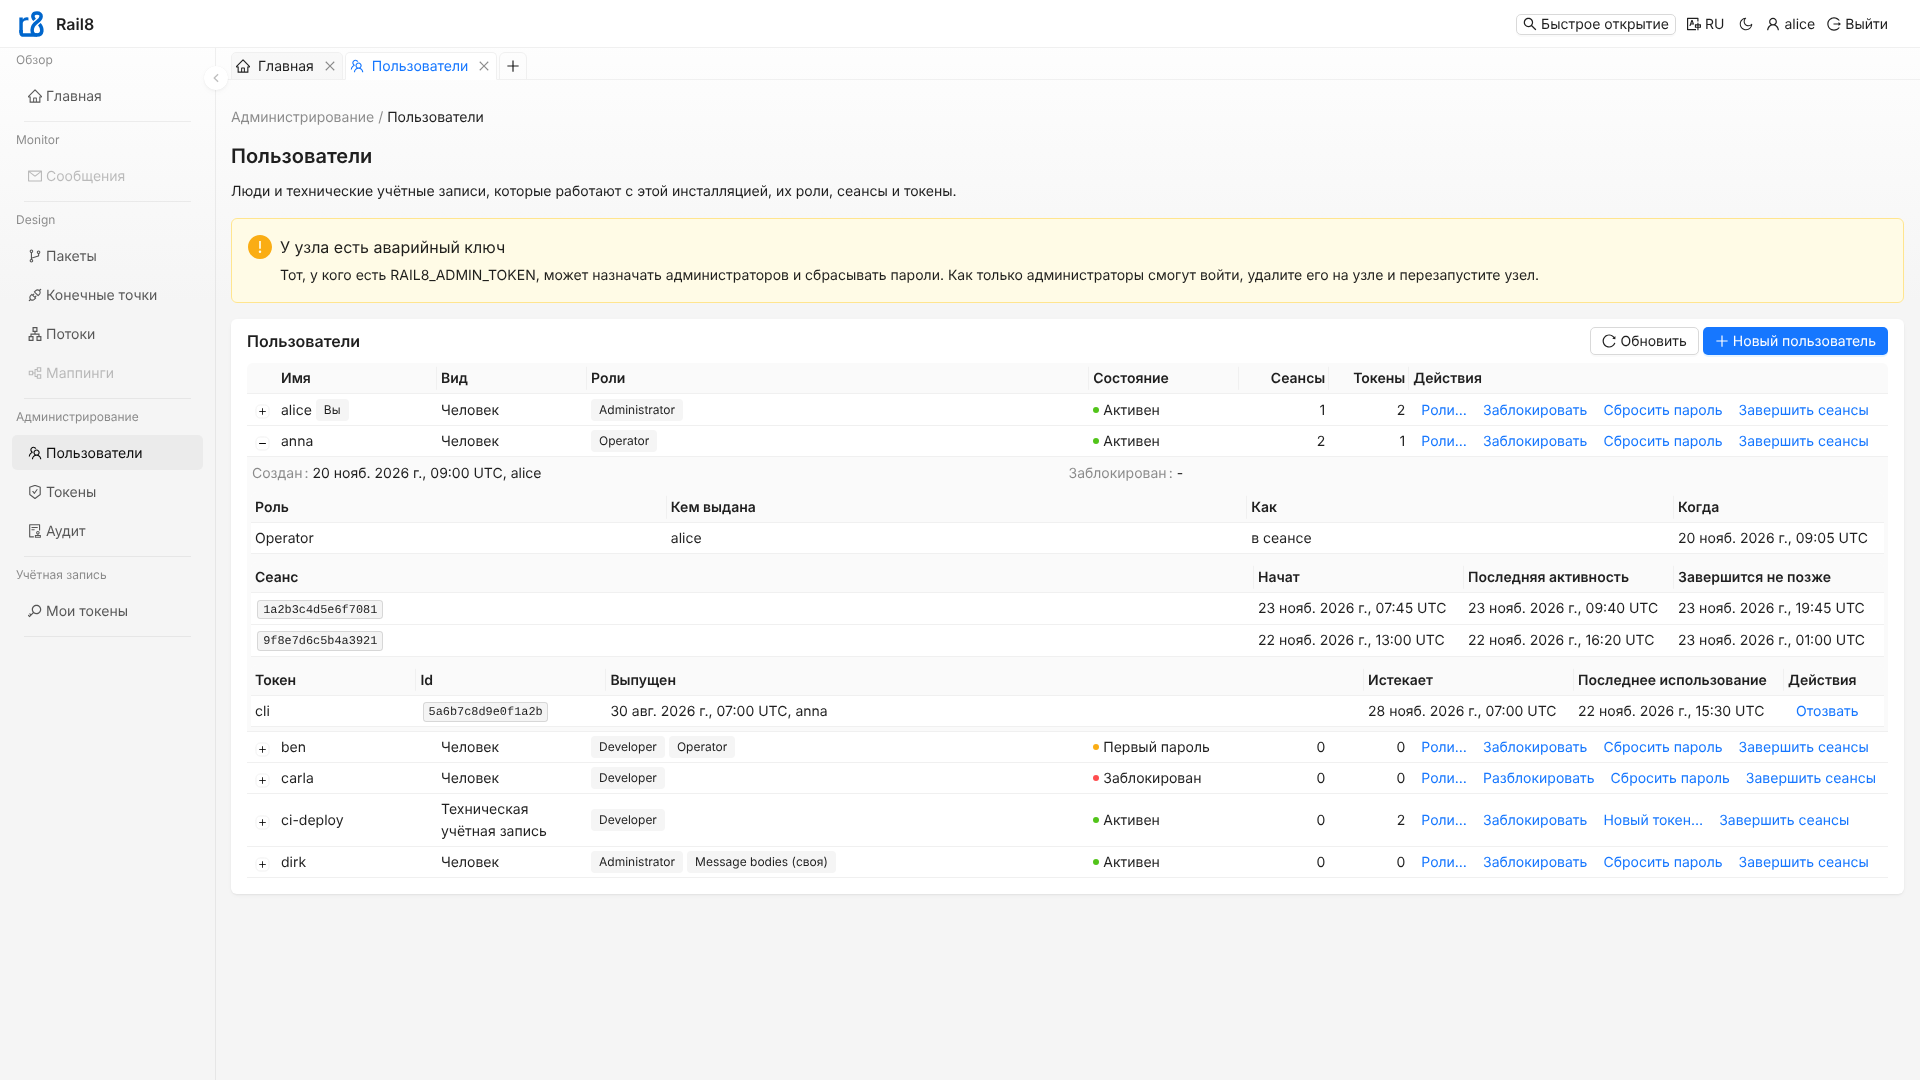 Rail8
Быстрое открытие RU alice Выйти
Обзор
Главная
Monitor
Сообщения
Design
Пакеты
Конечные точки
Потоки
Маппинги
Администрирование
Пользователи
Токены
Аудит
Учётная запись
Мои токены
Главная Пользователи
Администрирование / Пользователи
Пользователи
Люди и технические учётные записи, которые работают с этой инсталляцией, их роли, сеансы и токены.
У узла есть аварийный ключ
Тот, у кого есть RAIL8_ADMIN_TOKEN, может назначать администраторов и сбрасывать пароли. Как только администраторы смогут войти, удалите его на узле и перезапустите узел.
Пользователи Обновить Новый пользователь
Имя Вид Роли Состояние Сеансы Токены Действия
alice Вы Человек Administrator Активен 1 2 Роли... Заблокировать Сбросить пароль Завершить сеансы
anna Человек Operator Активен 2 1 Роли... Заблокировать Сбросить пароль Завершить сеансы
Создан: 20 нояб. 2026 г., 09:00 UTC, alice Заблокирован: -
Роль Кем выдана Как Когда
Operator alice в сеансе 20 нояб. 2026 г., 09:05 UTC
Сеанс Начат Последняя активность Завершится не позже
1a2b3c4d5e6f7081 23 нояб. 2026 г., 07:45 UTC 23 нояб. 2026 г., 09:40 UTC 23 нояб. 2026 г., 19:45 UTC
9f8e7d6c5b4a3921 22 нояб. 2026 г., 13:00 UTC 22 нояб. 2026 г., 16:20 UTC 23 нояб. 2026 г., 01:00 UTC
Токен Id Выпущен Истекает Последнее использование Действия
cli 5a6b7c8d9e0f1a2b 30 авг. 2026 г., 07:00 UTC, anna 28 нояб. 2026 г., 07:00 UTC 22 нояб. 2026 г., 15:30 UTC Отозвать
ben Человек Developer Operator Первый пароль 0 0 Роли... Заблокировать Сбросить пароль Завершить сеансы
carla Человек Developer Заблокирован 0 0 Роли... Разблокировать Сбросить пароль Завершить сеансы
ci-deploy Техническая учётная запись Developer Активен 0 2 Роли... Заблокировать Новый токен... Завершить сеансы
dirk Человек Administrator Message bodies (своя) Активен 0 0 Роли... Заблокировать Сбросить пароль Завершить сеансы